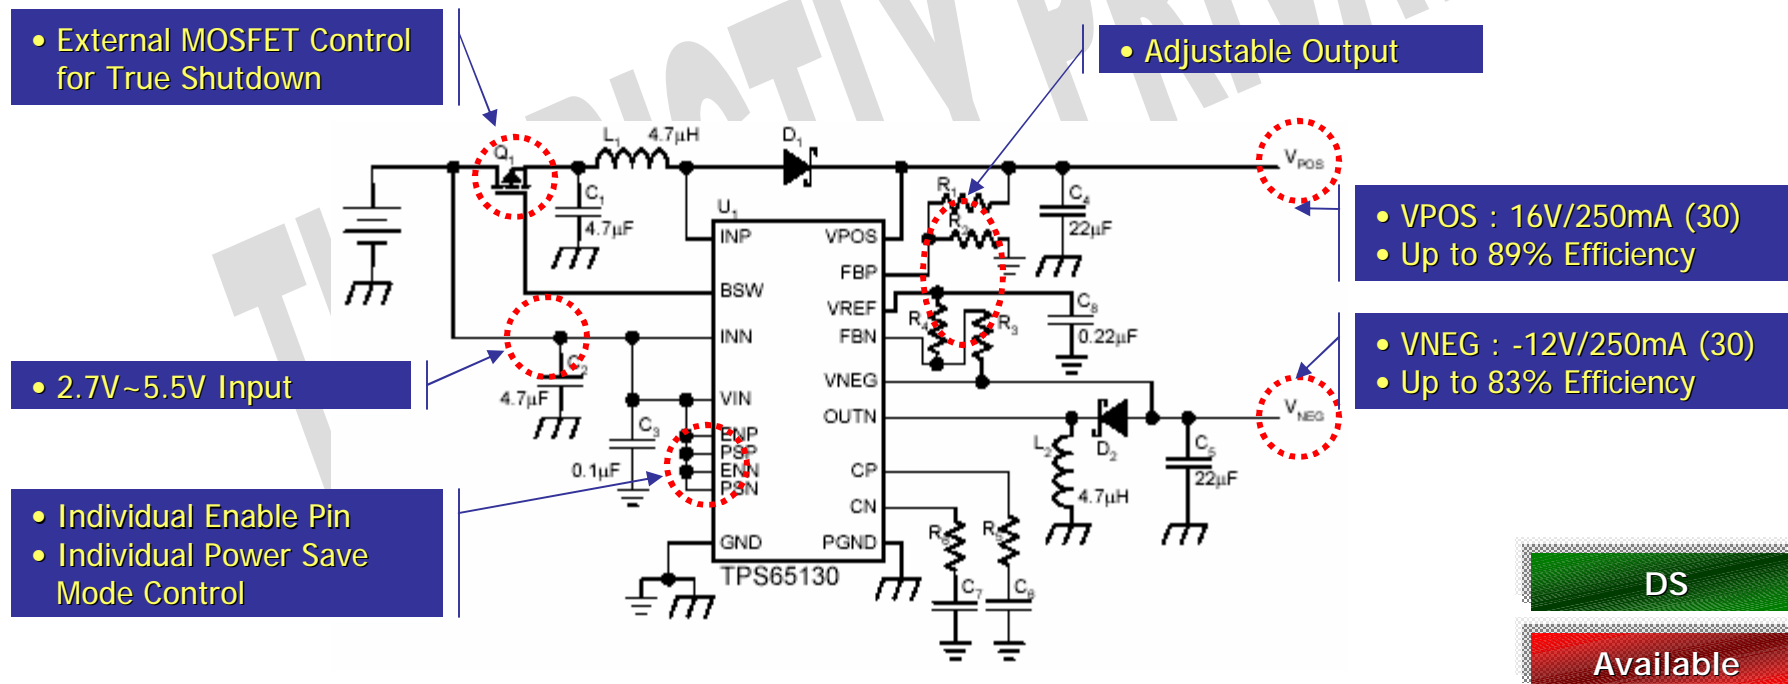 • External MOSFET Control
for True Shutdown
• Adjustable Output
L1
4.7μH
D1
Q1
VPOS
C1
4.7μF
R1
R2
C4
22μF
U1
INP
VPOS
FBP
BSW
VREF
INN
FBN
R4
R3
C8
0.22μF
• VPOS : 16V/250mA (30)
• Up to 89% Efficiency
• VNEG : -12V/250mA (30)
• Up to 83% Efficiency
• 2.7V~5.5V Input
C2
4.7μF
VIN
VNEG
OUTN
VNEG
C3
0.1μF
ENP
PSP
ENN
PSN
L2
4.7μH
D2
C5
22μF
CP
CN
• Individual Enable Pin
• Individual Power Save
Mode Control
GND
PGND
TPS65130
C7
DS
Available